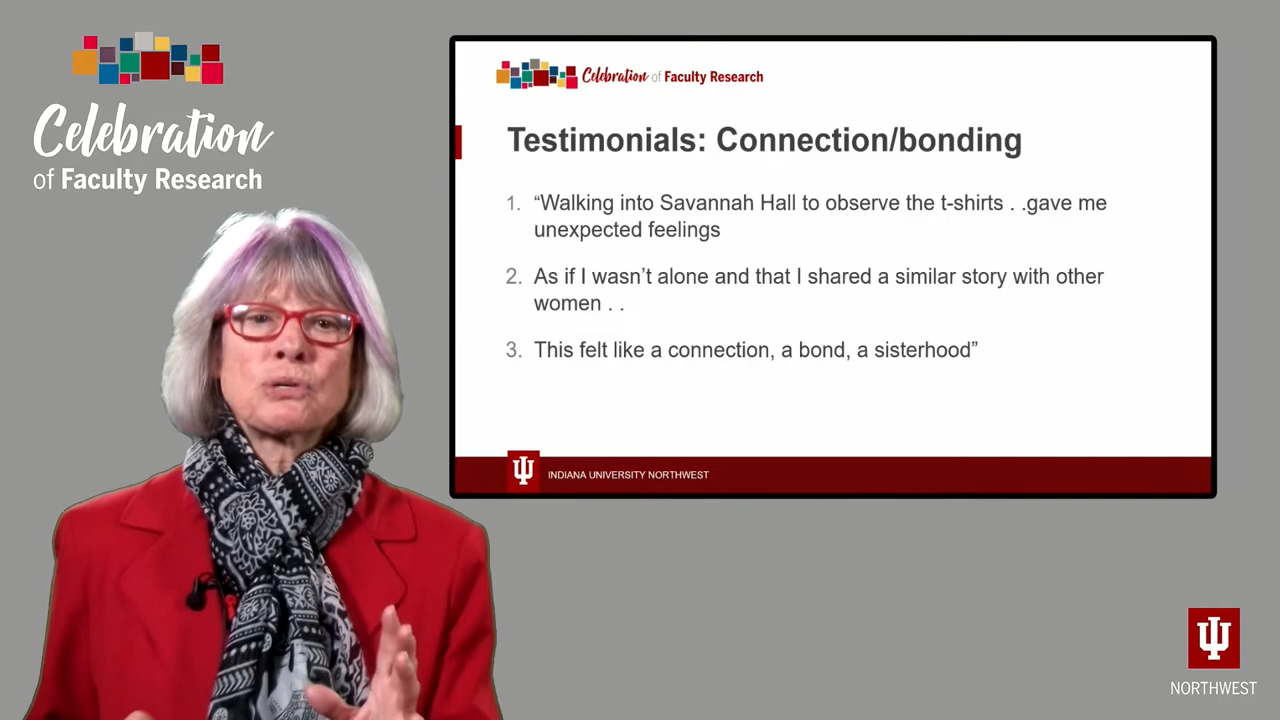 Celebration
of Faculty Research
Celebration of Faculty Research
Testimonials: Connection/bonding
1. “Walking into Savannah Hall to observe the t-shirts . .gave me
unexpected feelings
2. As if I wasn’t alone and that I shared a similar story with other
women . .
3. This felt like a connection, a bond, a sisterhood”
INDIANA UNIVERSITY NORTHWEST
NORTHWEST